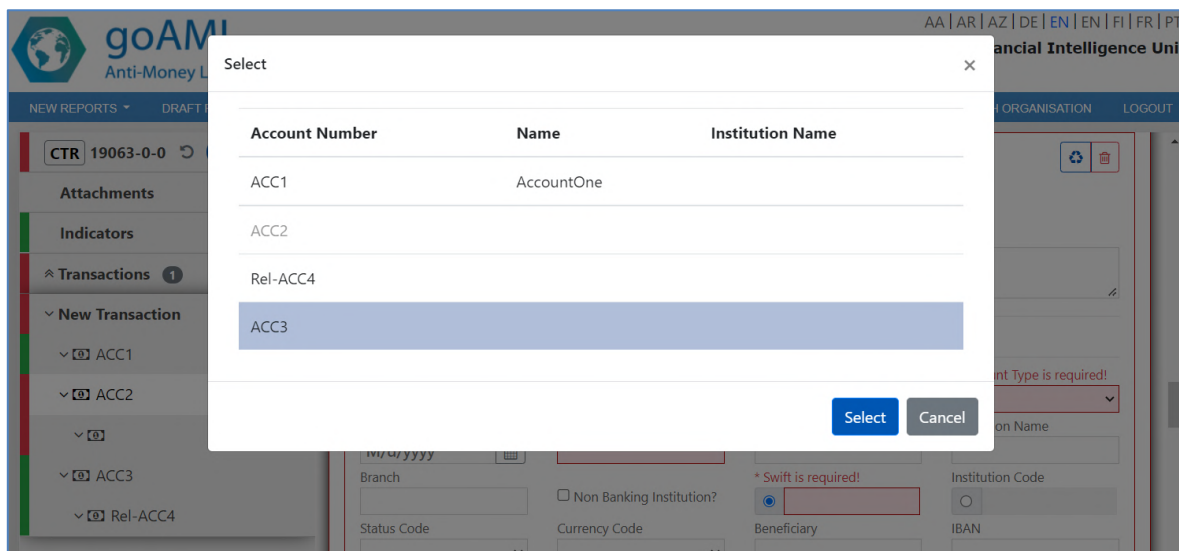 AA | AR | AZ | DE | EN | EN | FI | FR | PT
goAML
Anti-Money L
ancial Intelligence Uni
NEW REPORTS
DRAFT
ORGANISATION
LOGOUT
Select
×
Account Number Name Institution Name
ACC1 AccountOne
ACC2
Rel-ACC4
ACC3
Select Cancel
CTR 19063-0-0
Attachments
Indicators
Transactions 1
New Transaction
ACC1
ACC2
ACC3
Rel-ACC4
nt Type is required!
on Name
M/d/yyyy
Branch
Non Banking Institution?
* Swift is required!
Institution Code
Status Code
Currency Code
Beneficiary
IBAN